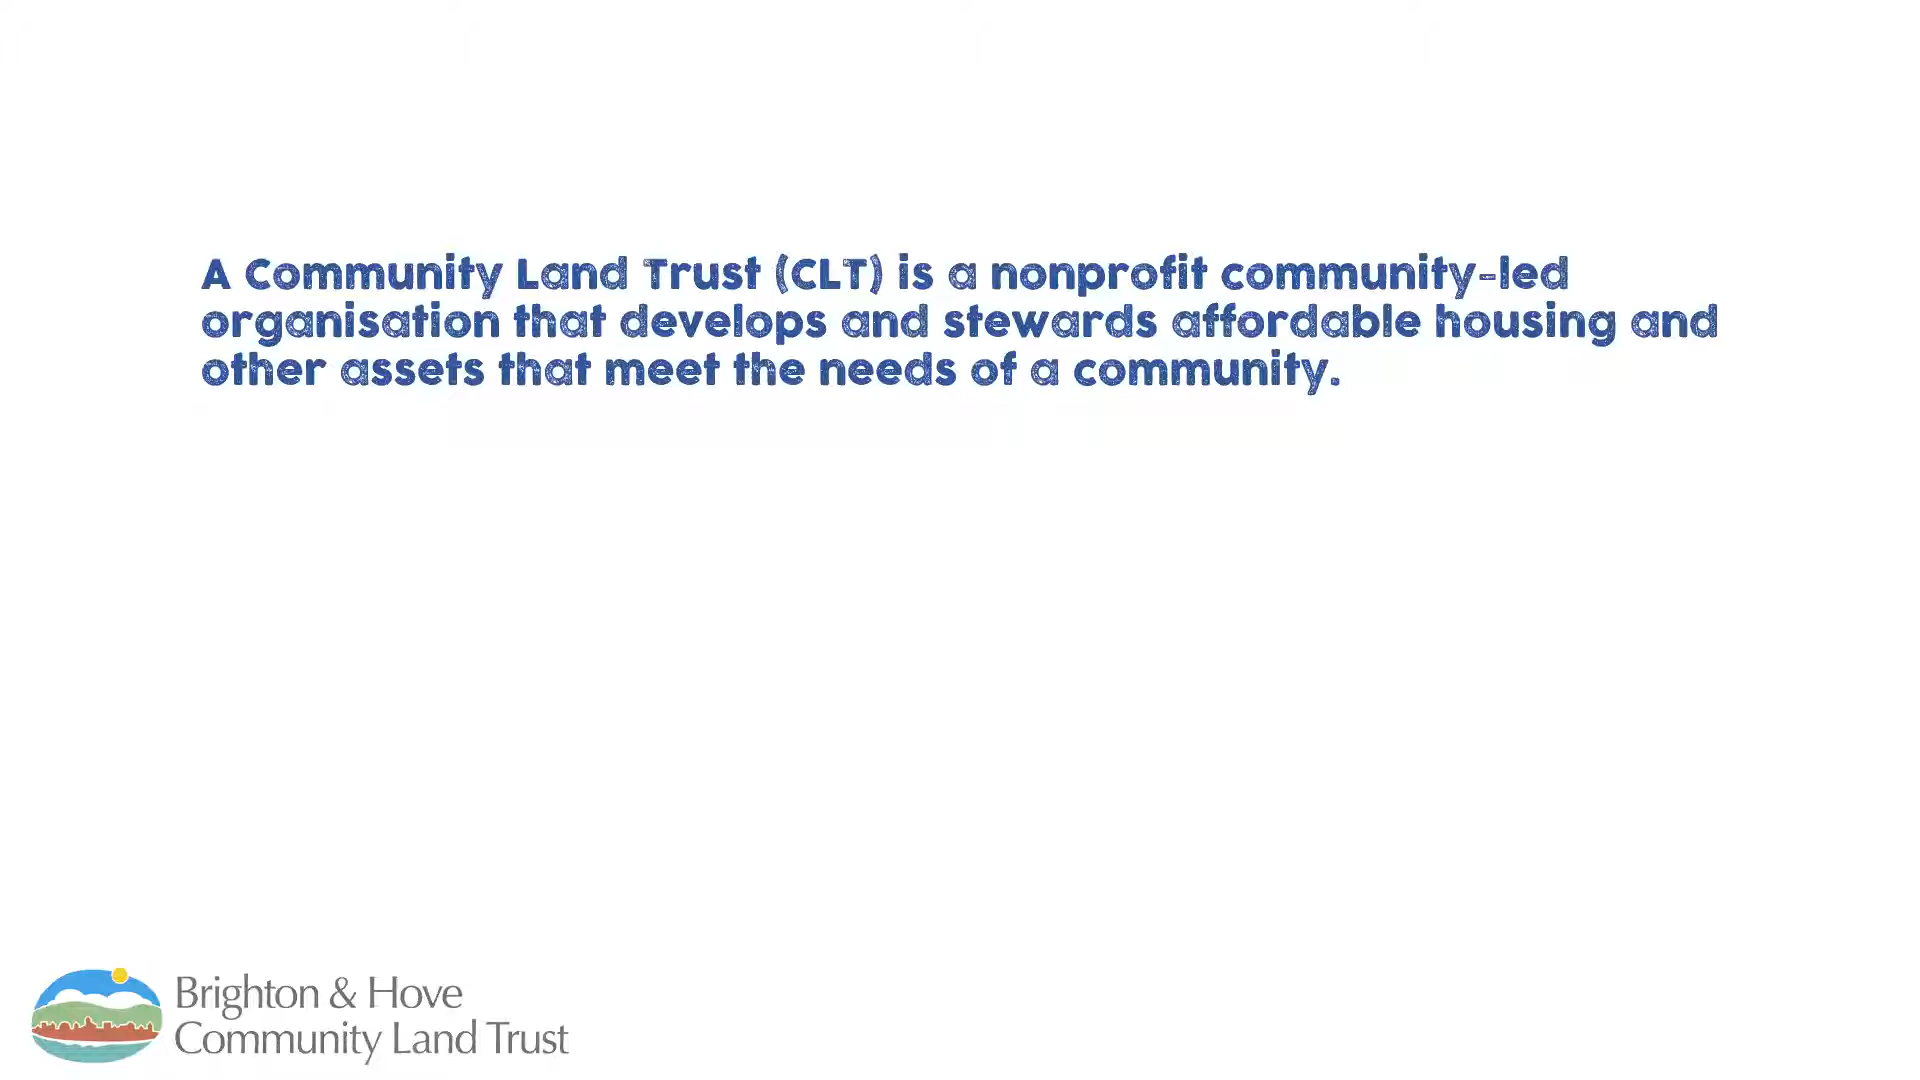 A Community Land Trust (CLT) is a nonprofit community-led
organisation that develops and stewards affordable housing and
other assets that meet the needs of a community.
Brighton & Hove
Community Land Trust